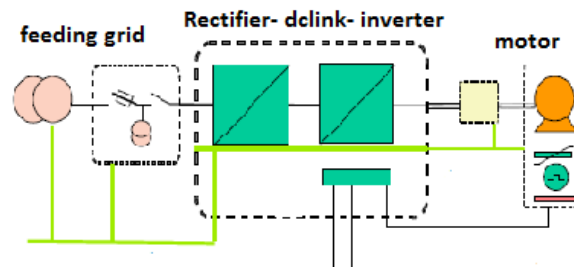 Rectifier- dclink- inverter
feeding grid
motor